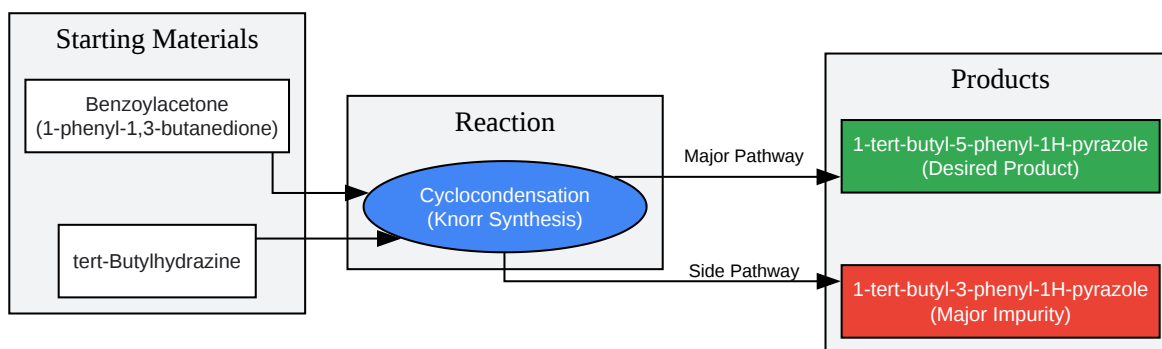 Starting Materials
Benzoylacetone
(1-phenyl-1,3-butanedione)
tert-Butylhydrazine
Reaction
Cyclocondensation
(Knorr Synthesis)
Major Pathway
Side Pathway
Products
1-tert-butyl-5-phenyl-1H-pyrazole
(Desired Product)
1-tert-butyl-3-phenyl-1H-pyrazole
(Major Impurity)